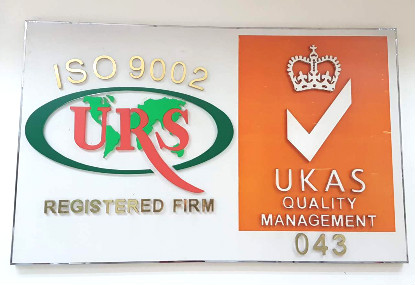 ISO 9002
URS
REGISTERED FiRM
UKAS
QUALITY
MANAGEMENT
043